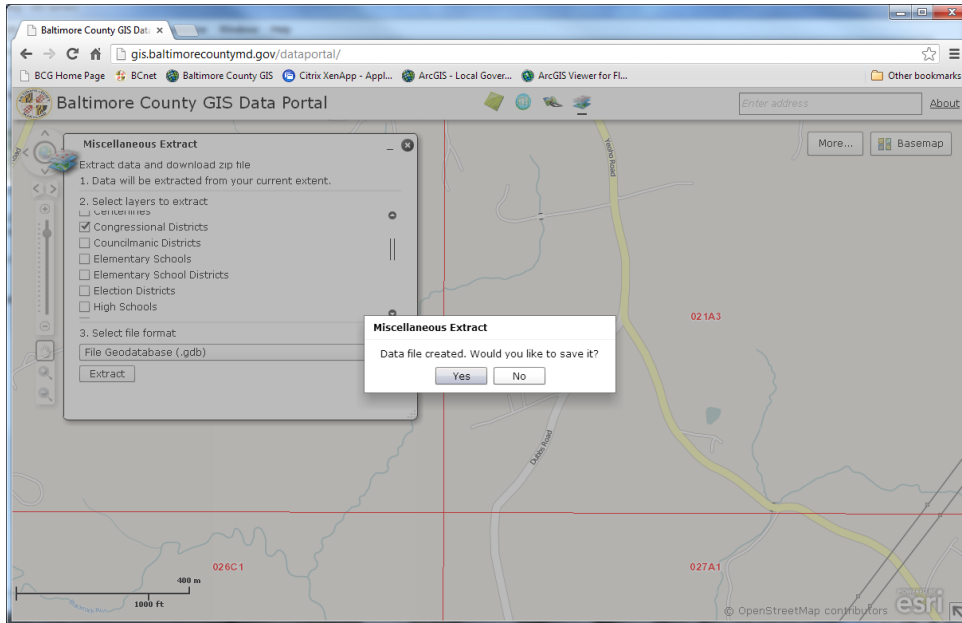 Baltimore County GIS Dat
gis.baltimorecountymd.gov/dataportal/
BCG Home Page BCnet Baltimore County GIS Citrix XenApp - Appl... ArcGIS - Local Gover... ArcGIS Viewer for Fl... Other bookmarks
Baltimore County GIS Data Portal Enter address About
More... Basemap
Miscellaneous Extract
Extract data and download zip file
1. Data will be extracted from your current extent.
2. Select layers to extract
Centerlines
Congressional Districts
Councilmanic Districts
Elementary Schools
Elementary School Districts
Election Districts
High Schools
3. Select file format
File Geodatabase (.gdb)
Extract
Miscellaneous Extract
Data file created. Would you like to save it?
Yes No
Yeoho Road
021A3
Dubbs Road
026C1
027A1
400 m
1000 ft
© OpenStreetMap contributors
esri